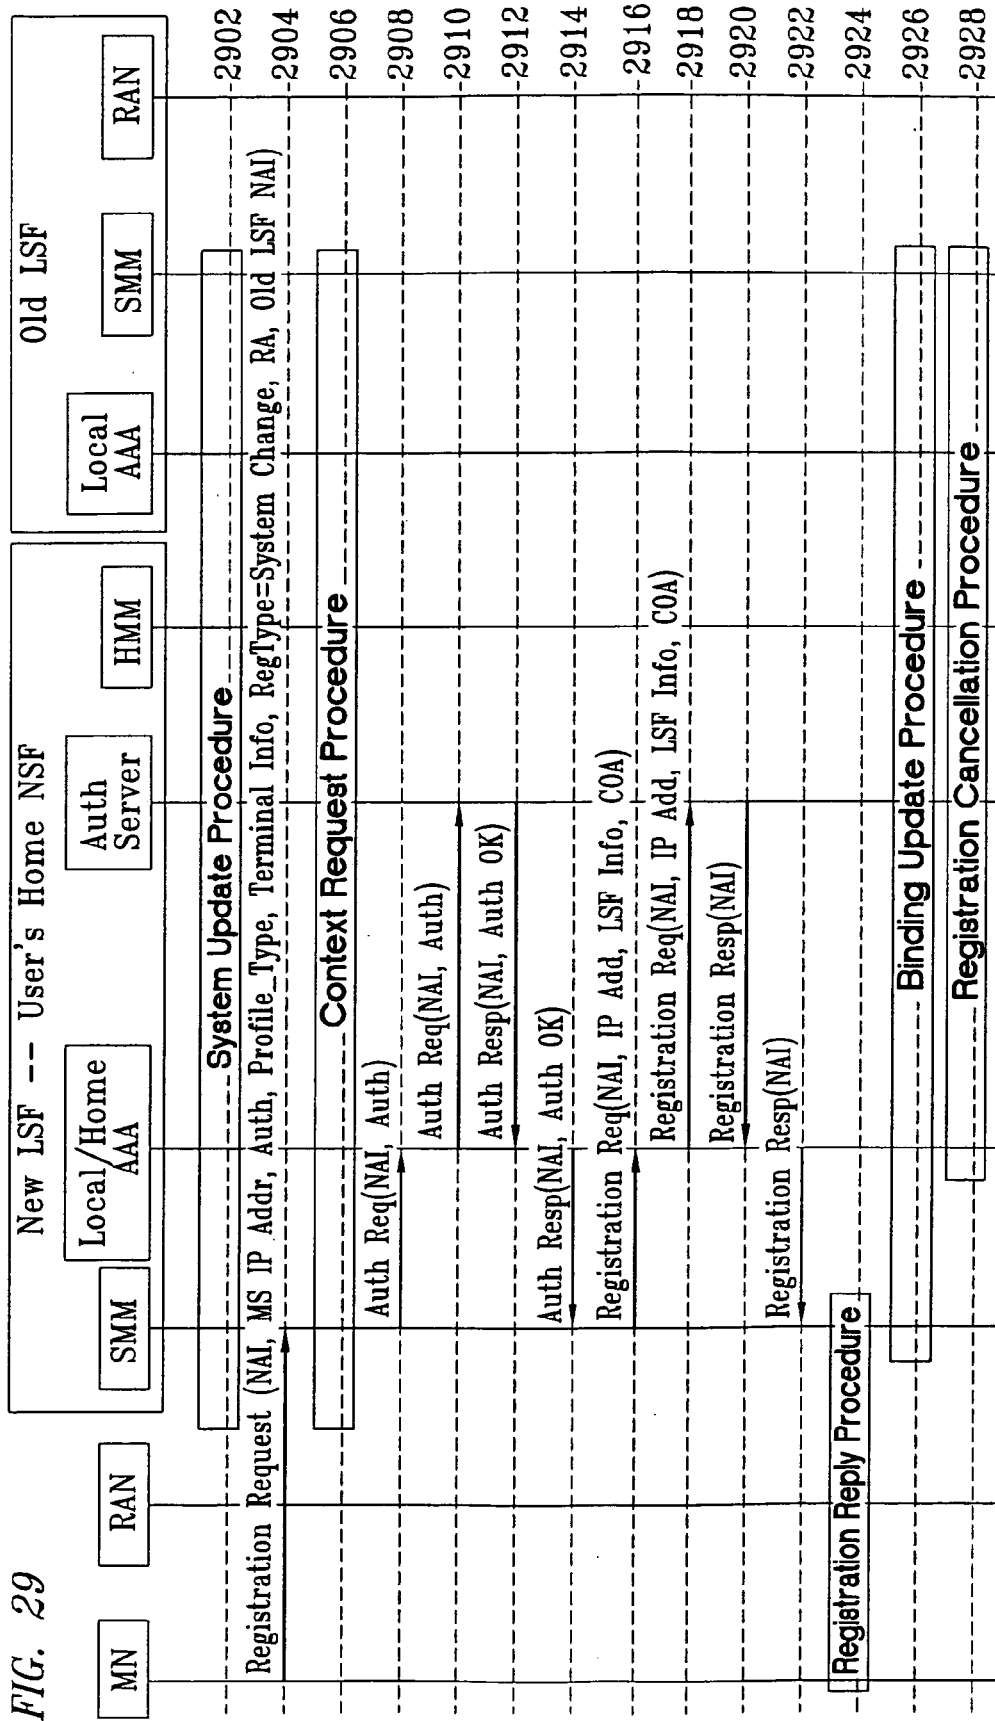 FIG. 29
New LSF -- User's Home NSF
Old LSF
MN
RAN
SMM
Local/Home
AAA
Auth
Server
HMM
Local
AAA
SMM
RAN
System Update Procedure
2902
Registration Request (NAI, MS IP Addr, Auth, Profile_Type, Terminal Info, RegType=System Change, RA, Old LSF NAI)
2904
Context Request Procedure
2906
Auth Req(NAI, Auth)
2908
Auth Req(NAI, Auth)
2910
Auth Resp(NAI, Auth OK)
2912
Auth Resp(NAI, Auth OK)
2914
Registration Req(NAI, IP Add, LSF Info, COA)
2916
Registration Req(NAI, IP Add, LSF Info, COA)
2918
Registration Resp(NAI)
2920
Registration Resp(NAI)
2922
Registration Reply Procedure
2924
Binding Update Procedure
2926
Registration Cancellation Procedure
2928